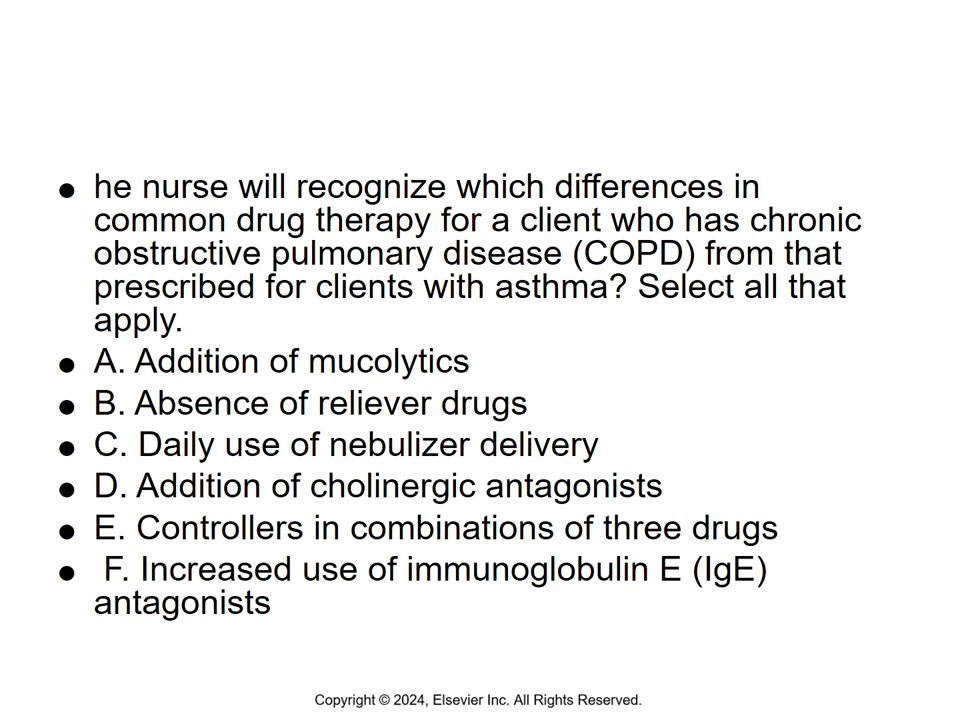 ● he nurse will recognize which differences in
common drug therapy for a client who has chronic
obstructive pulmonary disease (COPD) from that
prescribed for clients with asthma? Select all that
apply.
● A. Addition of mucolytics
● B. Absence of reliever drugs
● C. Daily use of nebulizer delivery
● D. Addition of cholinergic antagonists
● E. Controllers in combinations of three drugs
● F. Increased use of immunoglobulin E (IgE)
antagonists
Copyright © 2024, Elsevier Inc. All Rights Reserved.